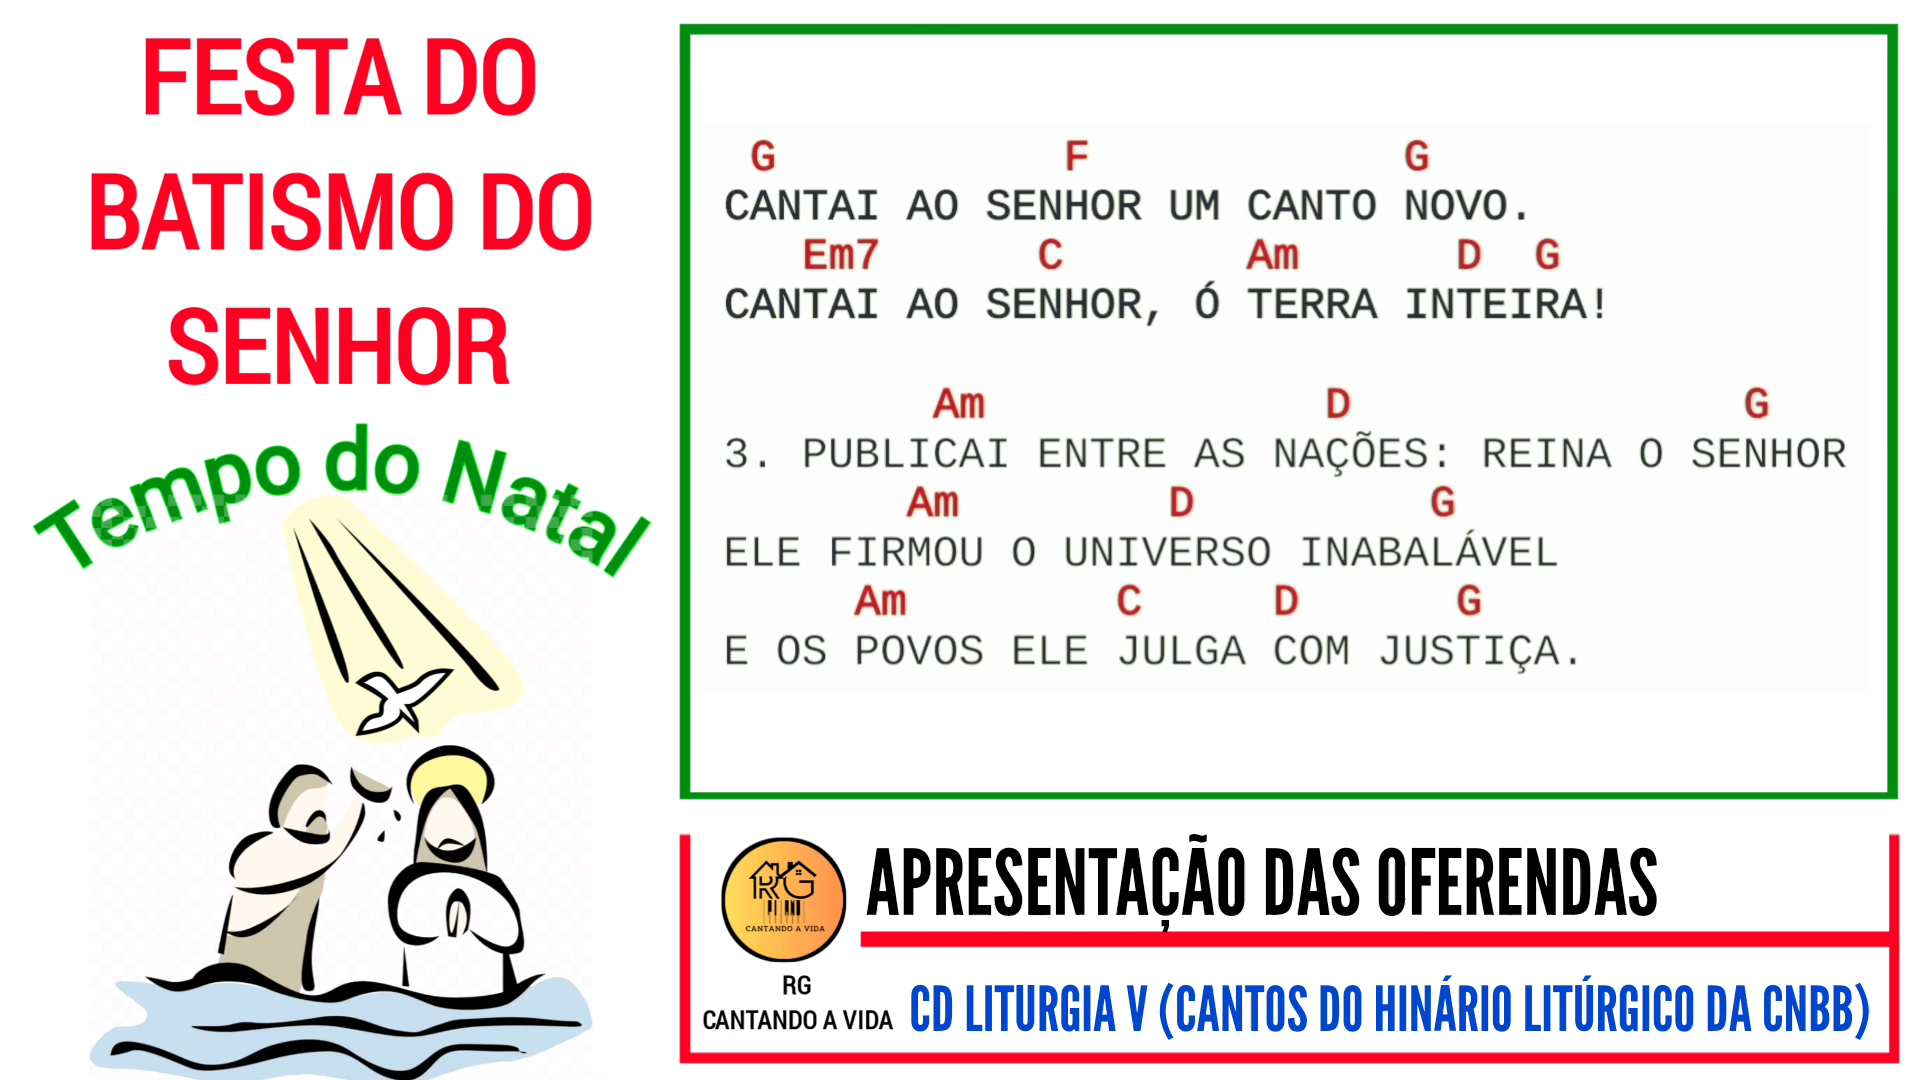 FESTA DO
BATISMO DO
SENHOR
Tempo do Natal
G F G
CANTAI AO SENHOR UM CANTO NOVO.
Em7 C Am D G
CANTAI AO SENHOR, Ó TERRA INTEIRA!
Am D G
3. PUBLICAI ENTRE AS NAÇÕES: REINA O SENHOR
Am D G
ELE FIRMOU O UNIVERSO INABALÁVEL
Am C D G
E OS POVOS ELE JULGA COM JUSTIÇA.
RG
CANTANDO A VIDA
APRESENTAÇÃO DAS OFERENDAS
RG
CANTANDO A VIDA
CD LITURGIA V (CANTOS DO HINÁRIO LITÚRGICO DA CNBB)